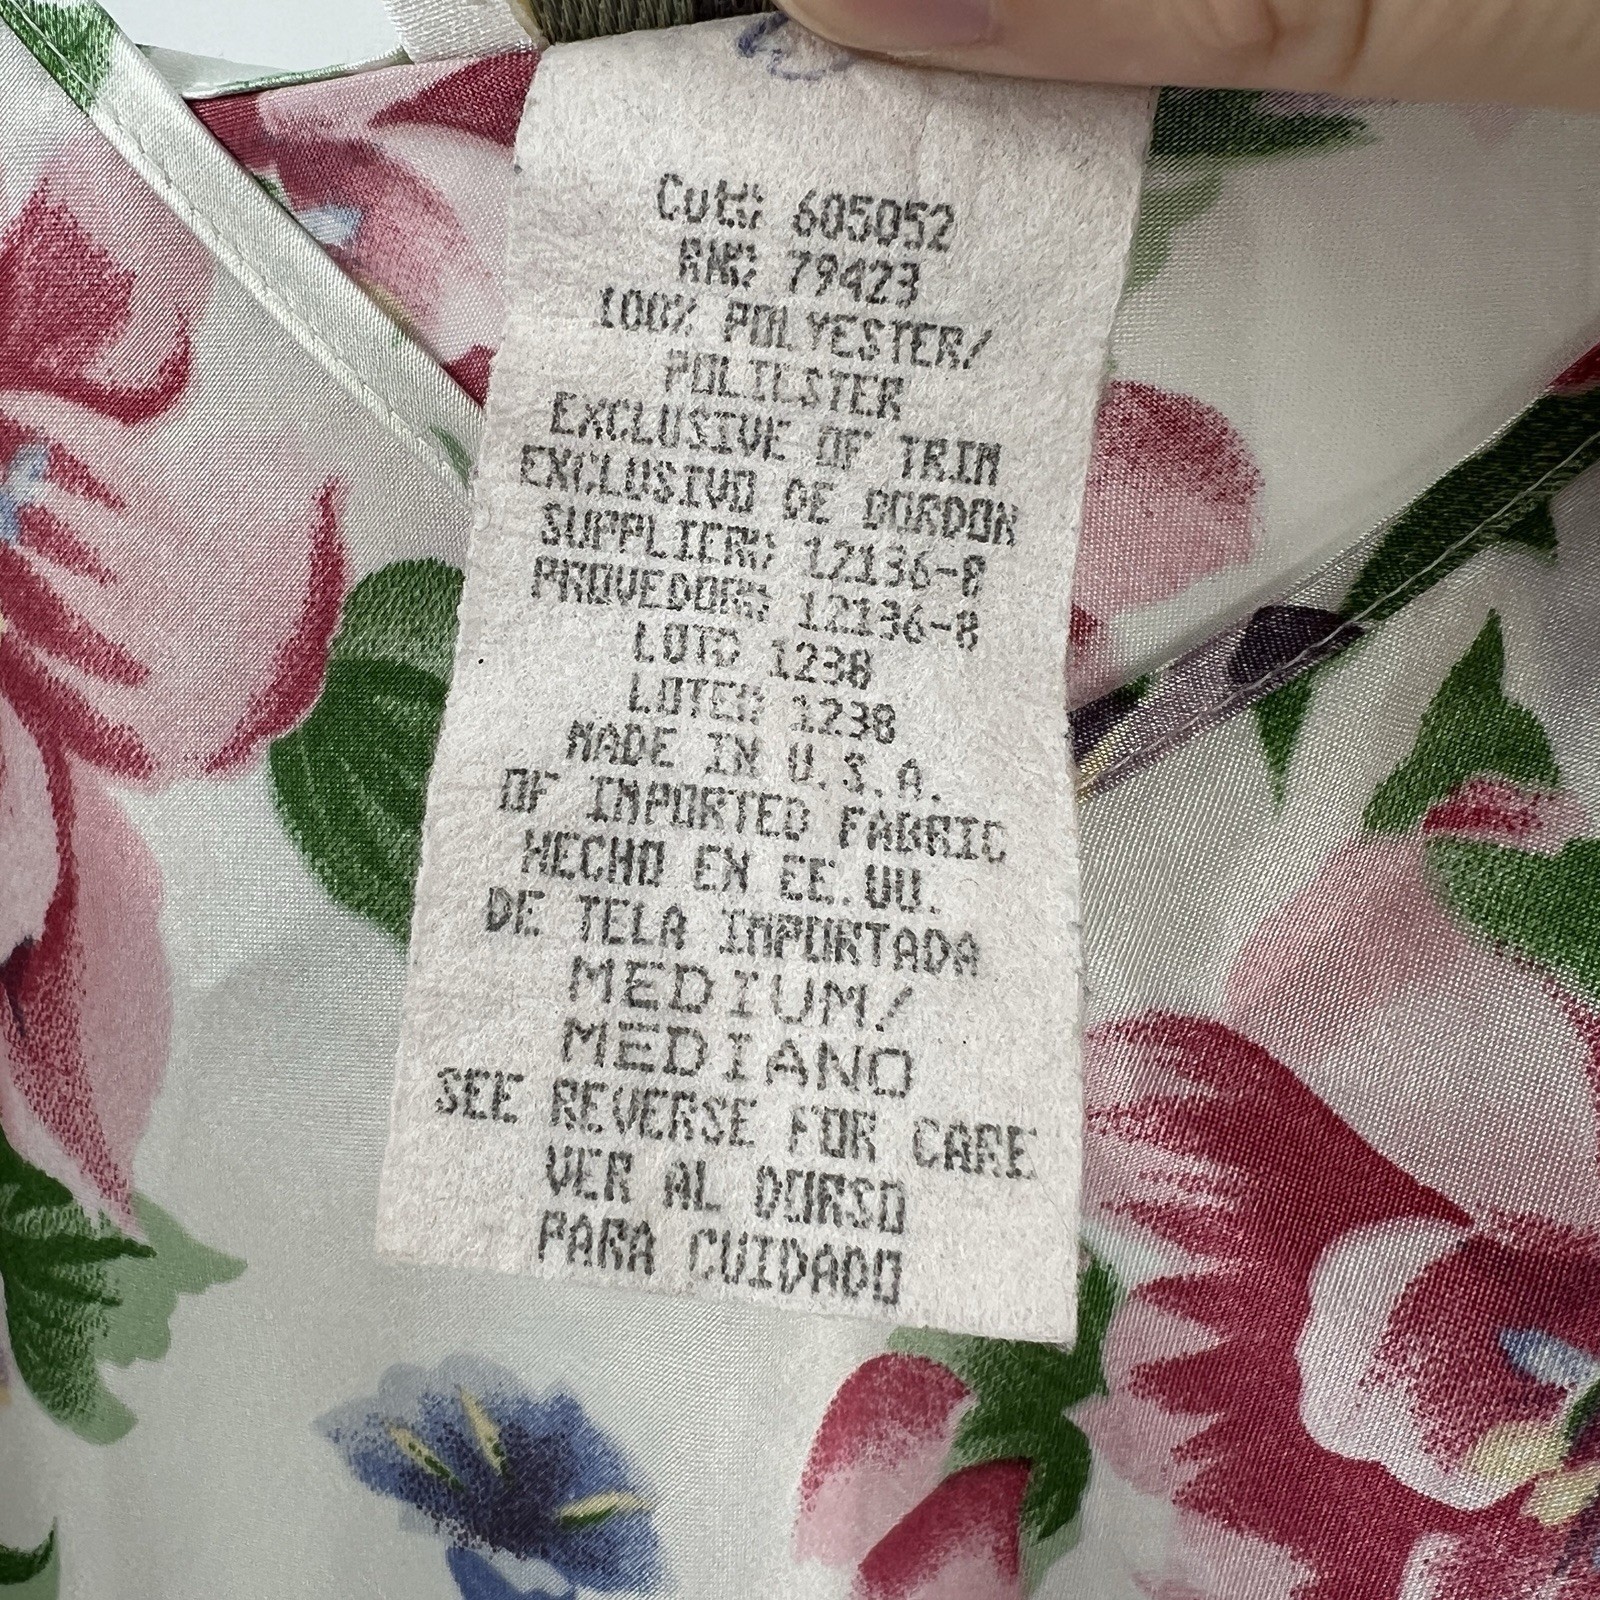 Cut#: 605052
RN#: 79423
100% POLYESTER/
POLIESTER
EXCLUSIVE OF TRIM
EXCLUSIVO DE BORDON
SUPPLIER#: 12136-8
PROVEDOR#: 12136-8
LOT# 1238
LOTE#: 1238
MADE IN U.S.A.
OF IMPORTED FABRIC
HECHO EN EE.UU.
DE TELA IMPORTADA
MEDIUM/
MEDIANO
SEE REVERSE FOR CARE
VER AL DORSO
PARA CUIDADO